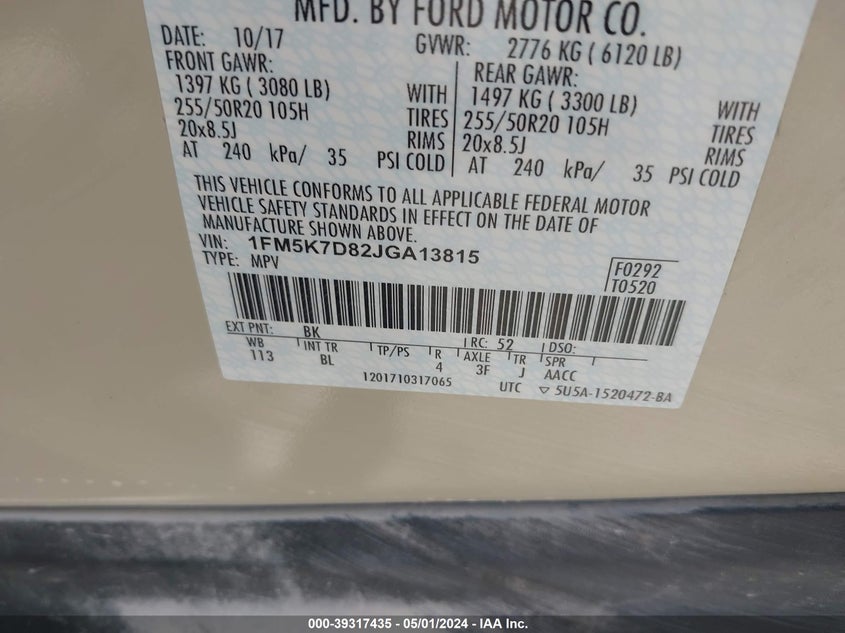 MFD. BY FORD MOTOR CO.
DATE: 10/17 GVWR: 2776 KG ( 6120 LB)
FRONT GAWR: REAR GAWR:
1397 KG ( 3080 LB) WITH 1497 KG ( 3300 LB) WITH
255/50R20 105H TIRES 255/50R20 105H TIRES
20x8.5J RIMS 20x8.5J RIMS
AT 240 kPa/ 35 PSI COLD AT 240 kPa/ 35 PSI COLD
THIS VEHICLE CONFORMS TO ALL APPLICABLE FEDERAL MOTOR
VEHICLE SAFETY STANDARDS IN EFFECT ON THE DATE OF
MANUFACTURE SHOWN ABOVE.
VIN: 1FM5K7D82JGA13815
TYPE: MPV
F0292
T0520
EXT PNT: BK RC: 52 DSO:
WB INT TR TP/PS R AXLE TR SPR
113 BL 4 3F J AACC
1201710317065 UTC ▽ 5U5A-1520472-BA
000-39317435 - 05/01/2024 - IAA Inc.